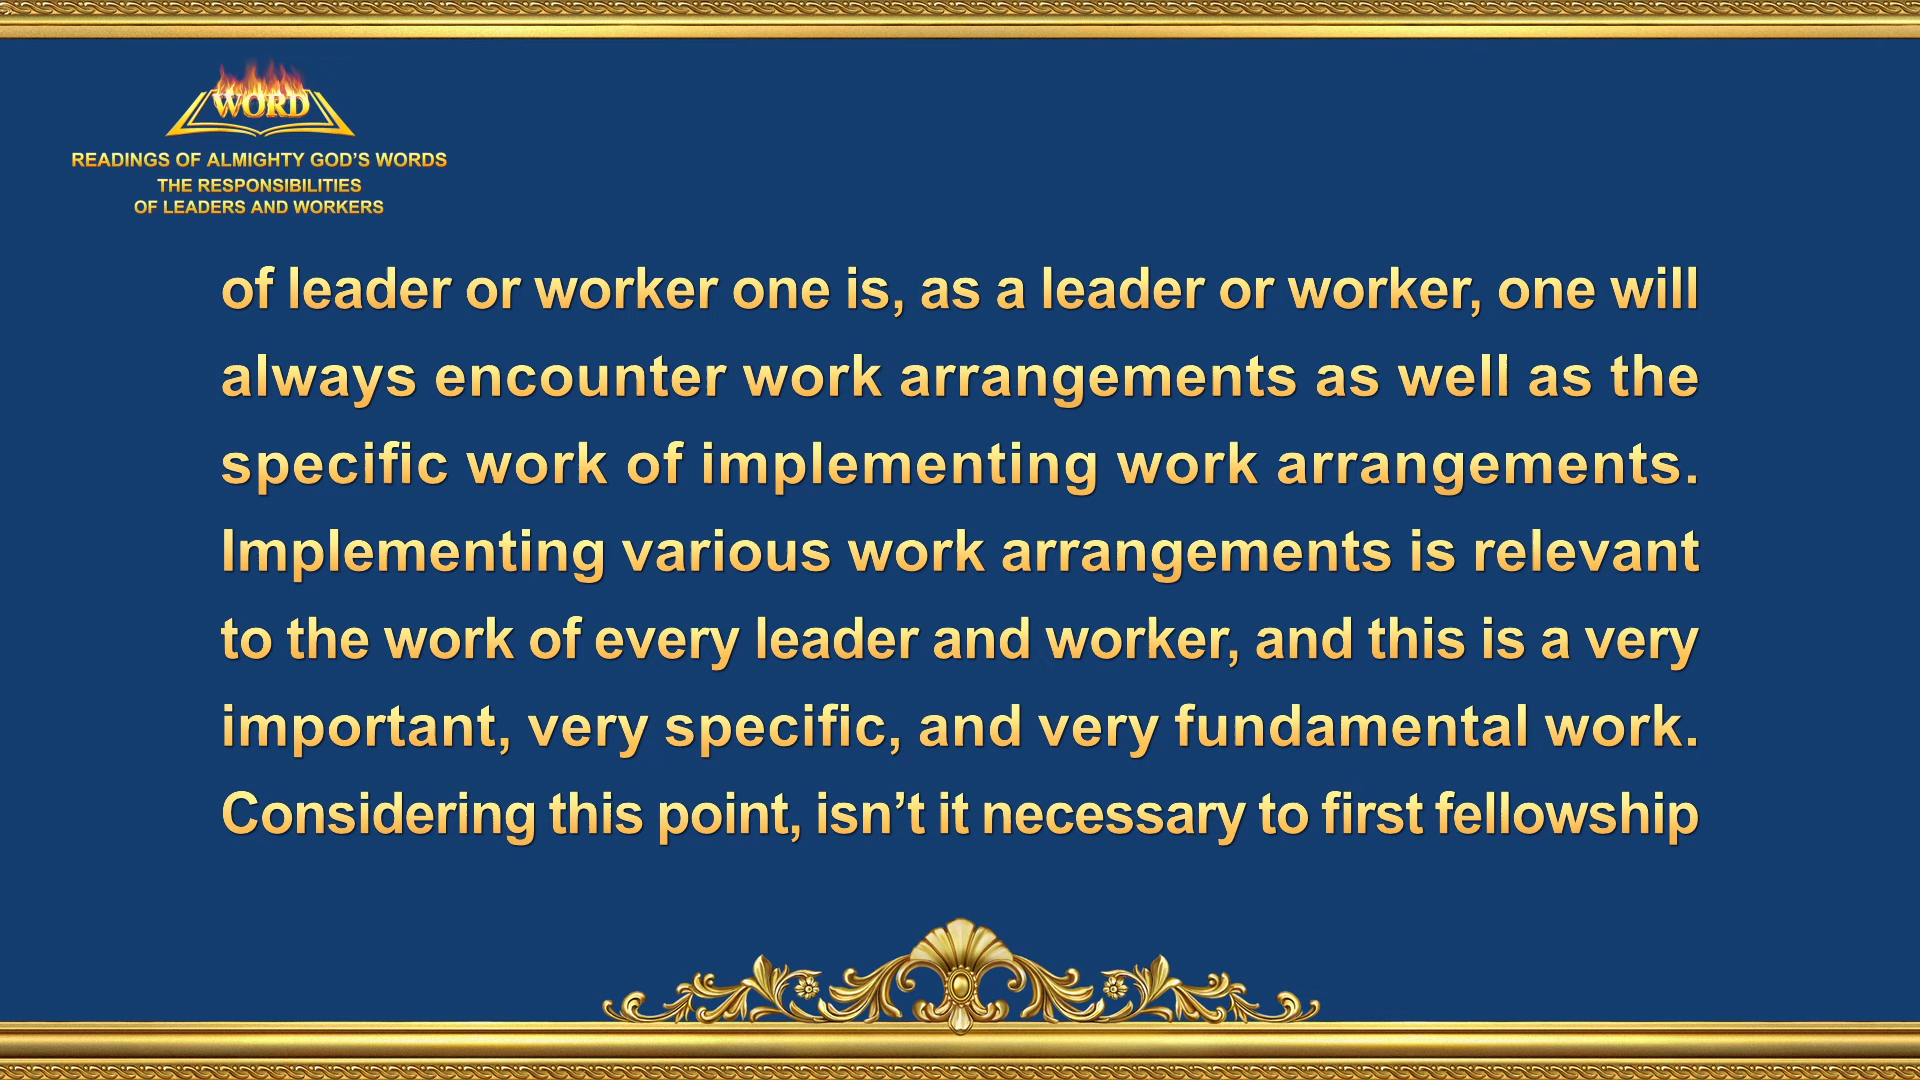 WORD
READINGS OF ALMIGHTY GOD’S WORDS
THE RESPONSIBILITIES
OF LEADERS AND WORKERS
of leader or worker one is, as a leader or worker, one will
always encounter work arrangements as well as the
specific work of implementing work arrangements.
Implementing various work arrangements is relevant
to the work of every leader and worker, and this is a very
important, very specific, and very fundamental work.
Considering this point, isn’t it necessary to first fellowship